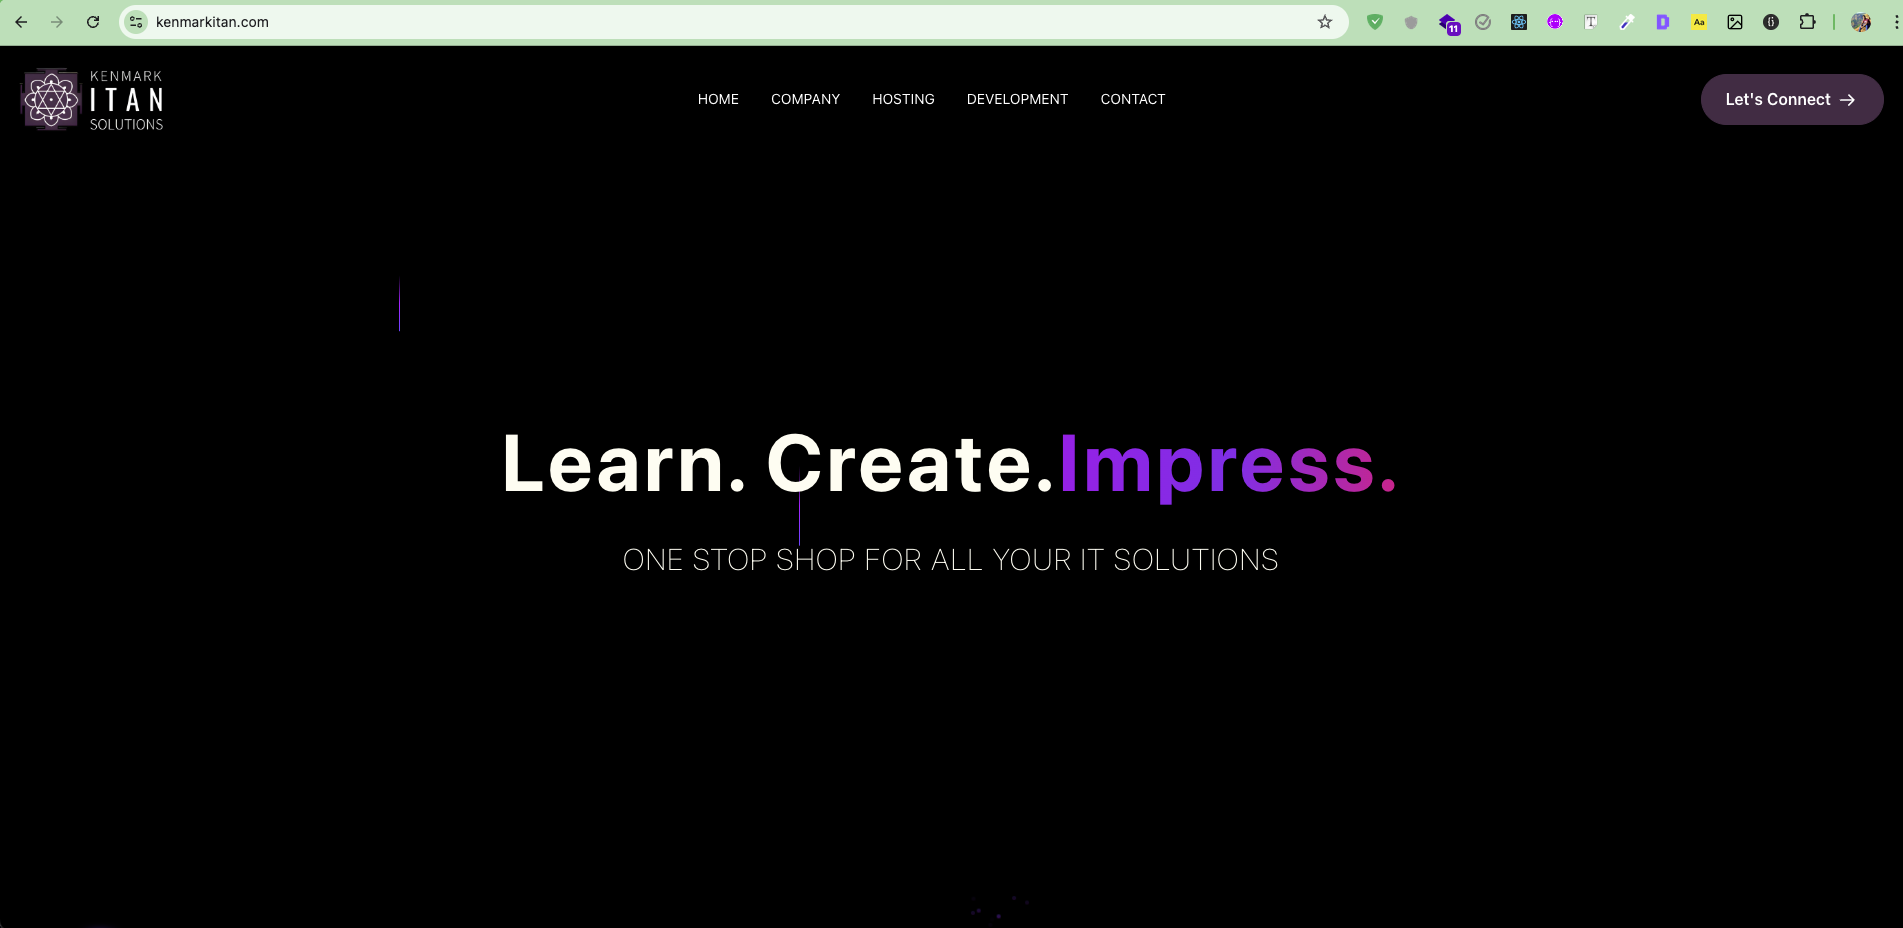 kenmarkitan.com
11
T
Aa
KENMARK
ITAN
SOLUTIONS
HOME COMPANY HOSTING DEVELOPMENT CONTACT
Let's Connect →
Learn. Create.Impress.
ONE STOP SHOP FOR ALL YOUR IT SOLUTIONS